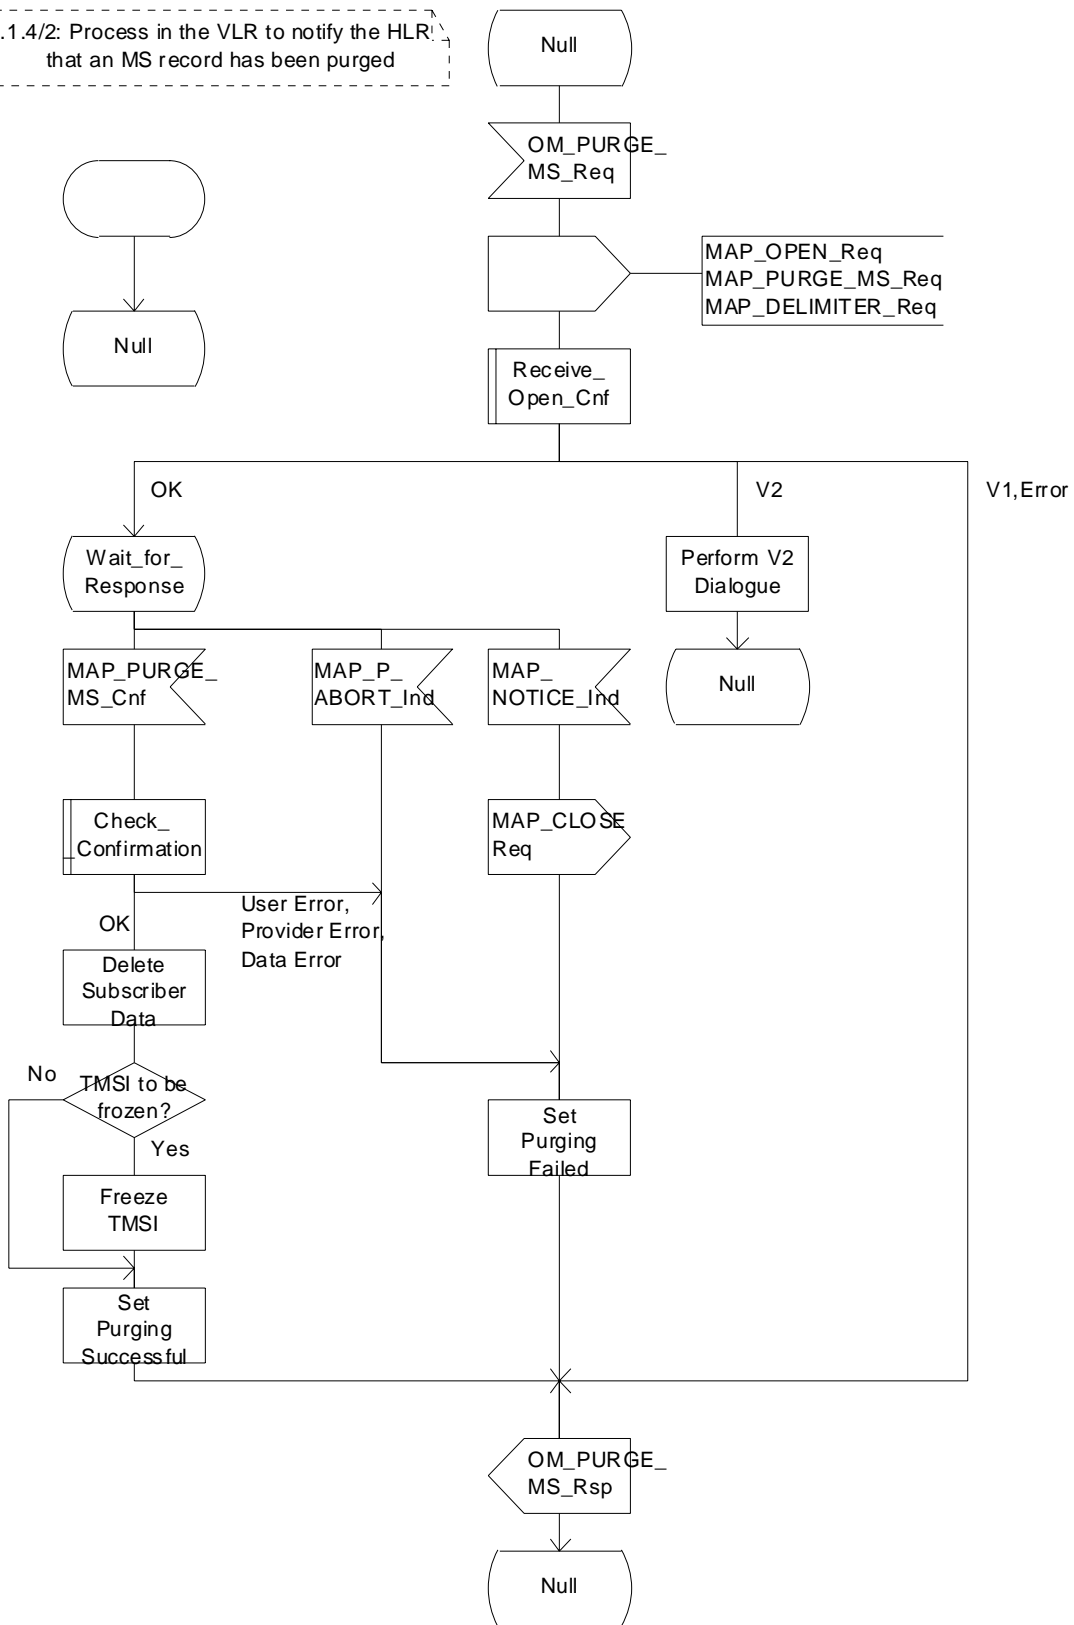 .1.4/2: Process in the VLR to notify the HLR
that an MS record has been purged
Null
OM_PURGE_
MS_Req
MAP_OPEN_Req
MAP_PURGE_MS_Req
MAP_DELIMITER_Req
Null
Receive_
Open_Cnf
OK
V2
V1,Error
Wait_for_
Response
Perform V2
Dialogue
MAP_PURGE_
MS_Cnf
MAP_P_
ABORT_Ind
MAP_
NOTICE_Ind
Null
Check_
_Confirmation
MAP_CLOSE
Req
User Error,
Provider Error,
Data Error
OK
Delete
Subscriber
Data
No
TMSI to be
frozen?
Yes
Set
Purging
Failed
Freeze
TMSI
Set
Purging
Successful
OM_PURGE_
MS_Rsp
Null